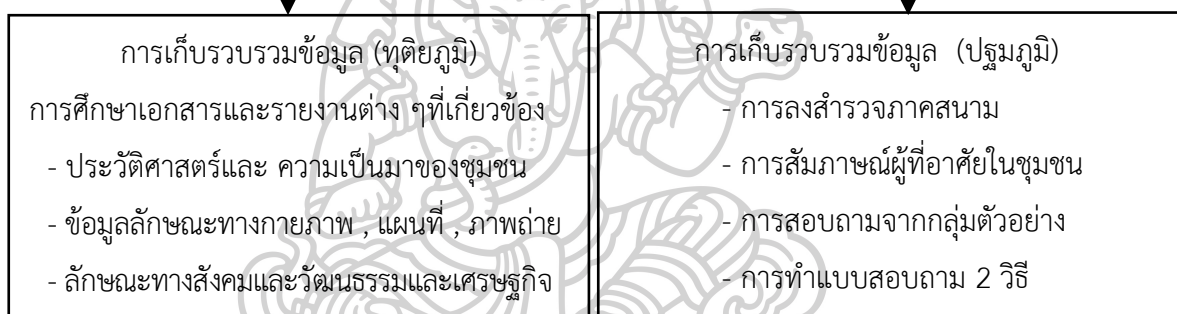 การเก็บรวบรวมข้อมูล (ทุติยภูมิ)
การศึกษาเอกสารและรายงานต่าง ๆที่เกี่ยวข้อง
- ประวัติศาสตร์และ ความเป็นมาของชุมชน
- ข้อมูลลักษณะทางกายภาพ , แผนที่ , ภาพถ่าย
- ลักษณะทางสังคมและวัฒนธรรมและเศรษฐกิจ
การเก็บรวบรวมข้อมูล (ปฐมภูมิ)
- การลงสำรวจภาคสนาม
- การสัมภาษณ์ผู้ที่อาศัยในชุมชน
- การสอบถามจากกลุ่มตัวอย่าง
- การทำแบบสอบถาม 2 วิธี